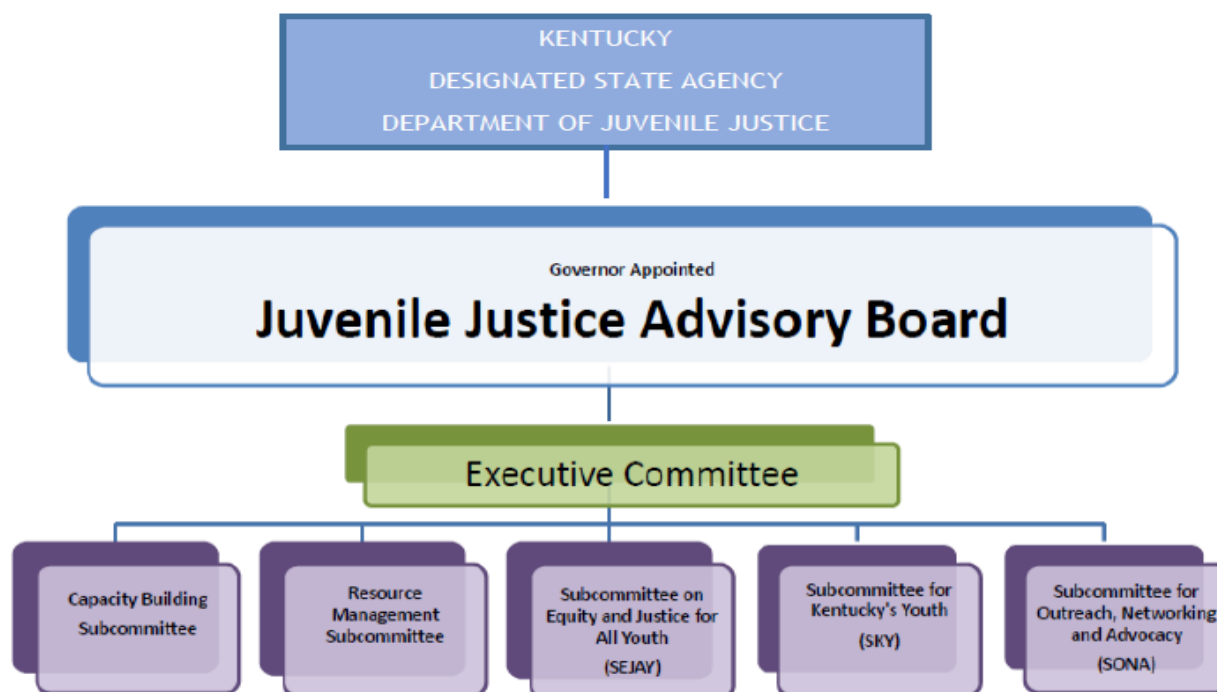 KENTUCKY
DESIGNATED STATE AGENCY
DEPARTMENT OF JUVENILE JUSTICE
Governor Appointed
Juvenile Justice Advisory Board
Executive Committee
Capacity Building
Subcommittee
Resource
Management
Subcommittee
Subcommittee on
Equity and Justice for
All Youth
(SEJAY)
Subcommittee for
Kentucky's Youth
(SKY)
Subcommittee for
Outreach, Networking
and Advocacy
(SONA)